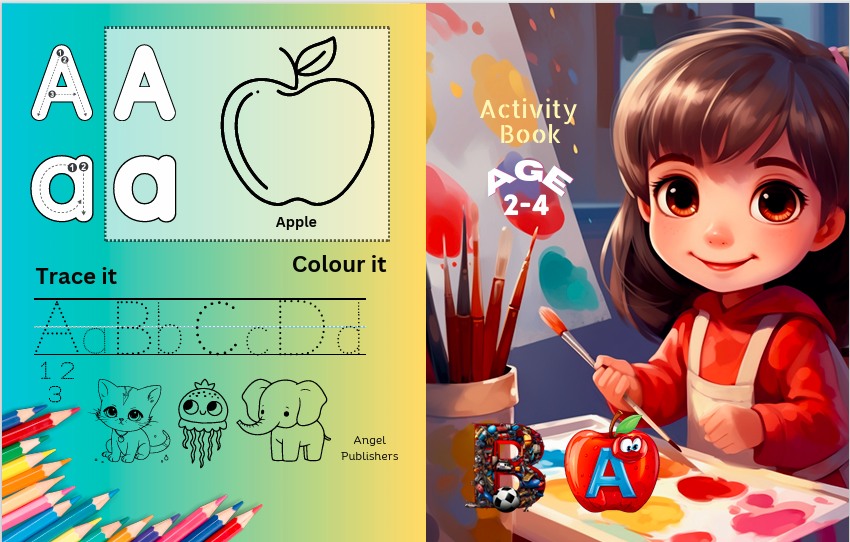 A A
a a
Apple
Trace it
Colour it
AaBbCcDd
1 2
3
Angel
Publishers
Activity
Book
AGE
2-4
B A